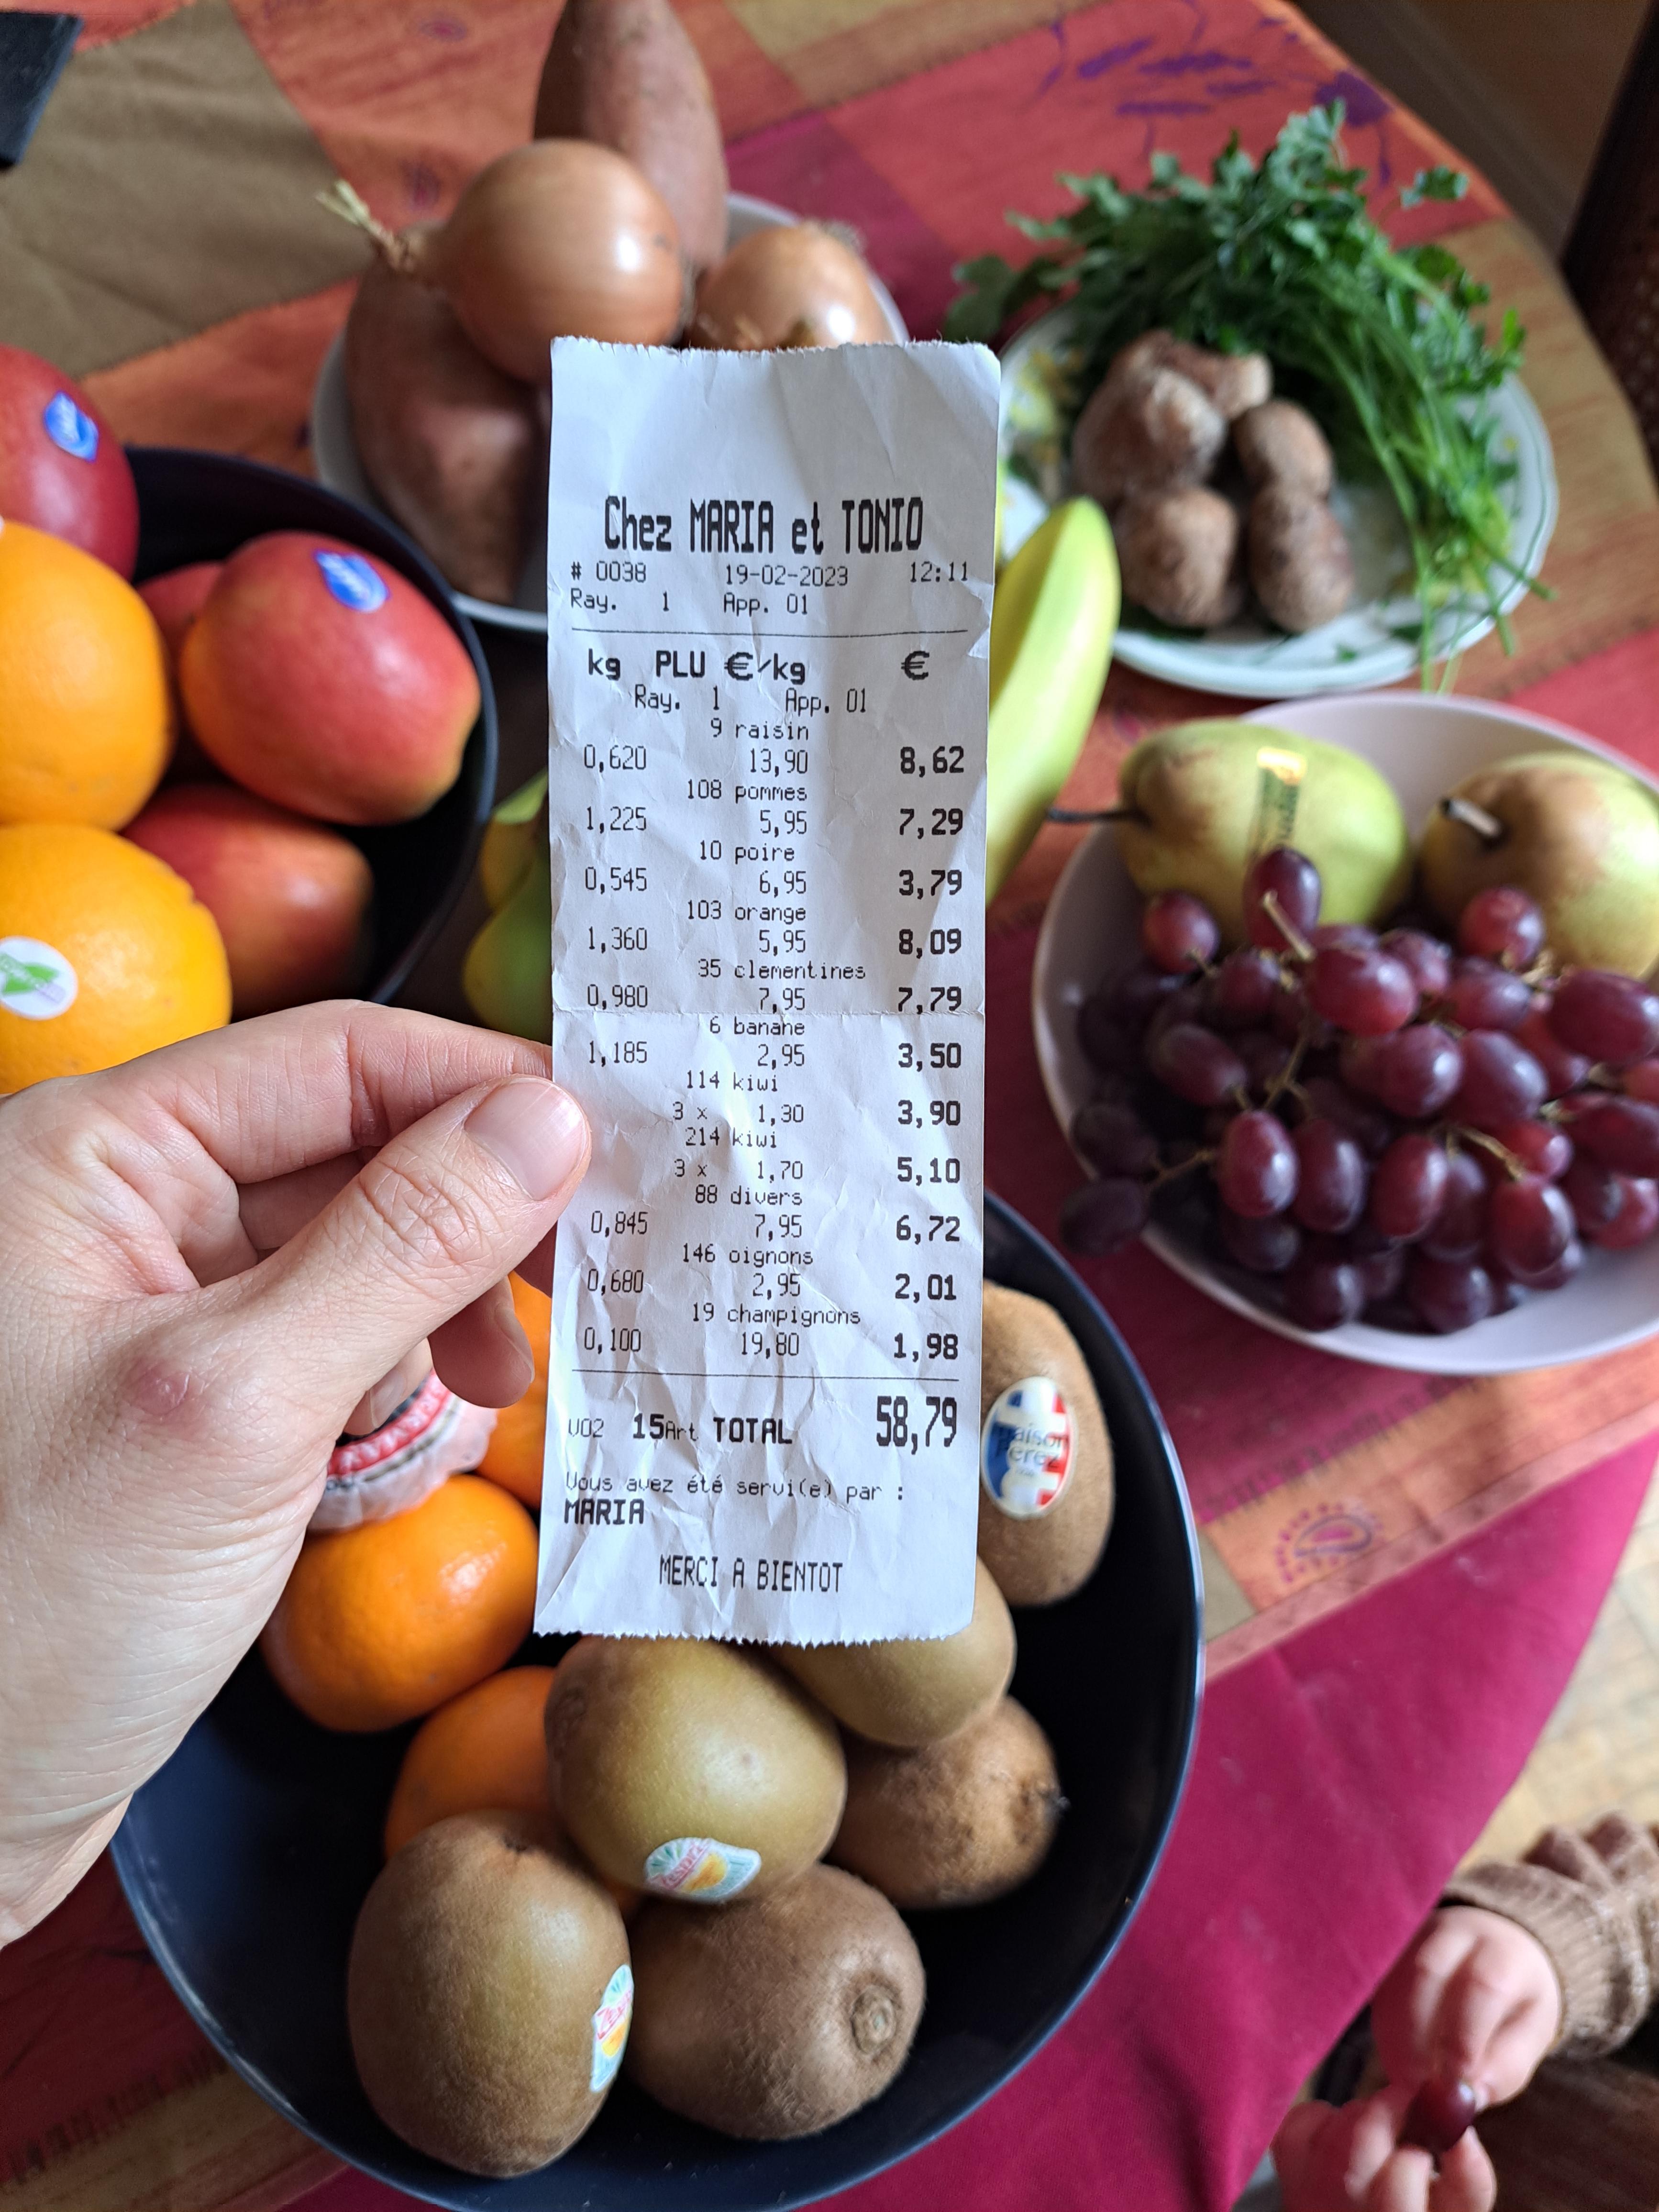 Chez MARIA et TONIO
# 0038 19-02-2023 12:11
Ray. 1 App. 01
kg PLU €/kg €
Ray. 1 App. 01
9 raisin
0,620 13,90 8,62
108 pommes
1,225 5,95 7,29
10 poire
0,545 6,95 3,79
103 orange
1,360 5,95 8,09
35 clementines
0,980 7,95 7,79
6 banane
1,185 2,95 3,50
114 kiwi
3 x 1,30 3,90
214 kiwi
3 x 1,70 5,10
88 divers
0,845 7,95 6,72
146 oignons
0,680 2,95 2,01
19 champignons
0,100 19,80 1,98
V02 15Art TOTAL 58,79
Vous avez été servi(e) par :
MARIA
MERCI A BIENTOT